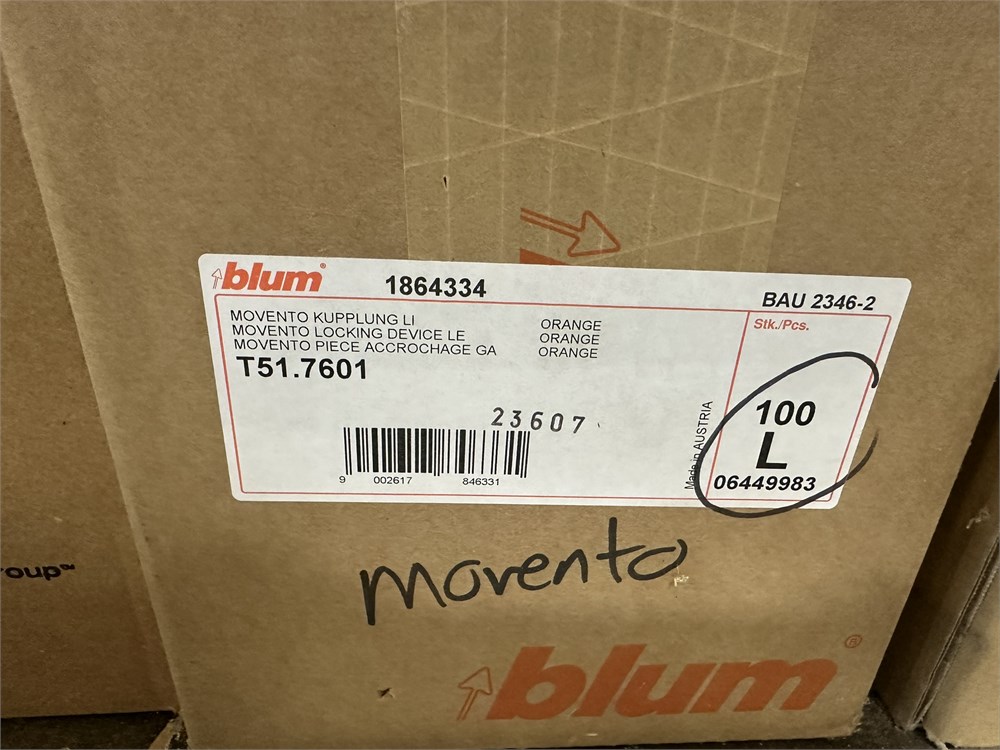 blum®
1864334
BAU 2346-2
MOVENTO KUPPLUNG LI ORANGE
MOVENTO LOCKING DEVICE LE ORANGE
MOVENTO PIECE ACCROCHAGE GA ORANGE
T51.7601
Stk./Pcs.
100
L
06449983
Made in AUSTRIA
23607
9 002617 846331
movento
oup
blum®